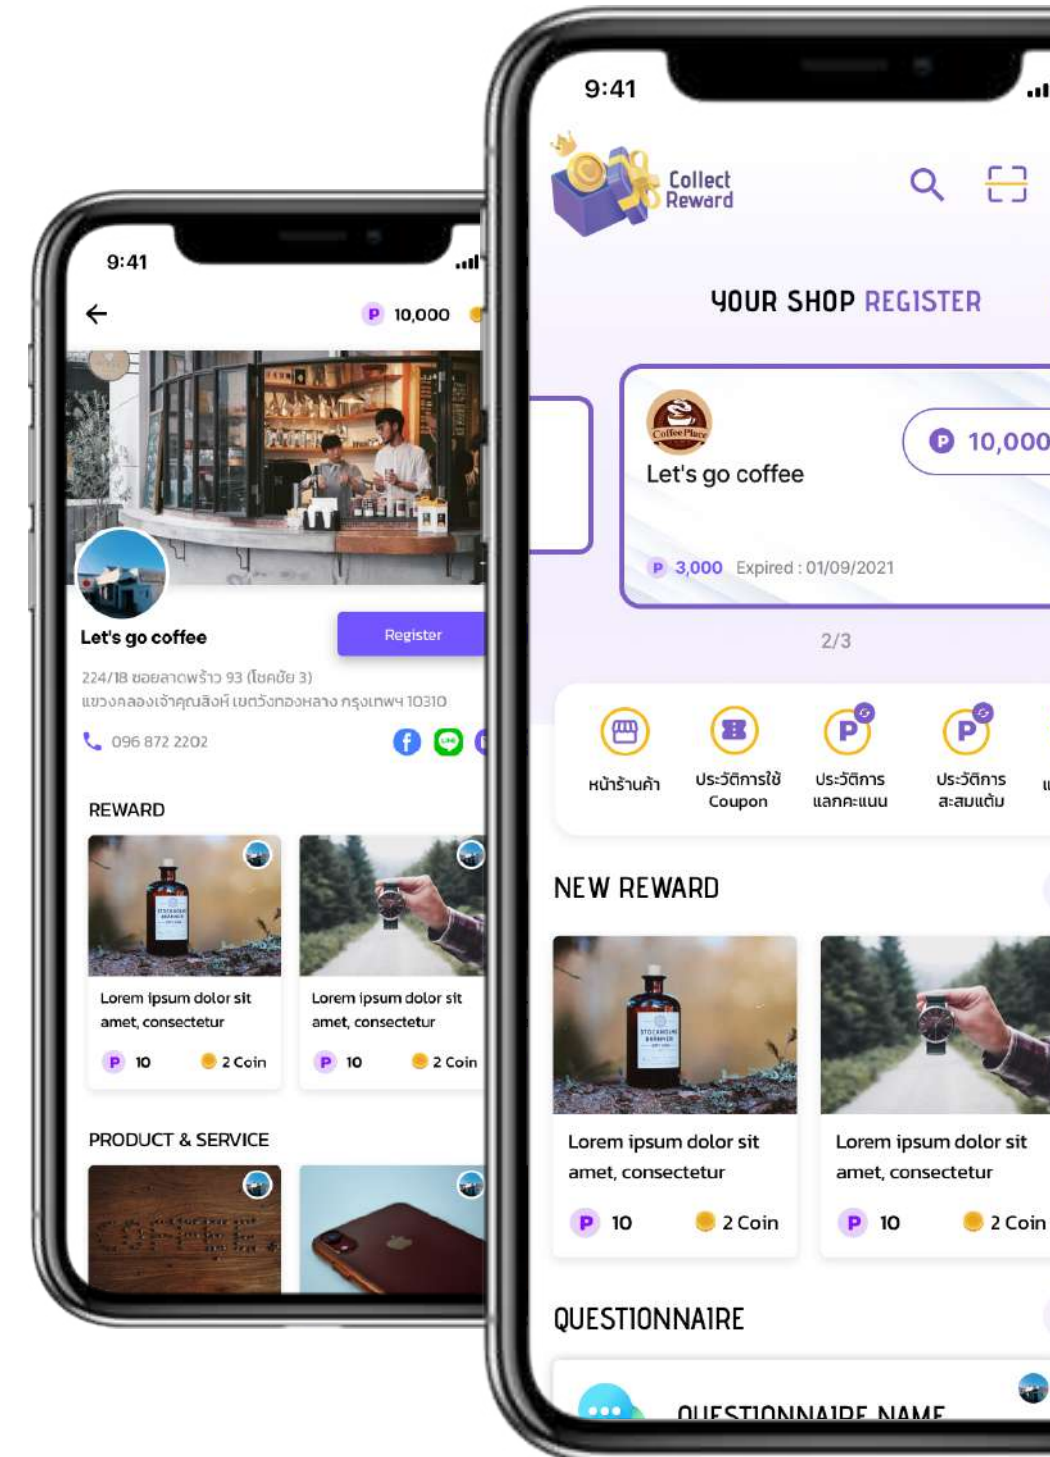 9:41
10,000
Let's go coffee
Register
224/18 ซอยลาดพร้าว 93 (โชคชัย 3)
แขวงคลองเจ้าคุณสิงห์ เขตวังทองหลาง กรุงเทพฯ 10310
096 872 2202
REWARD
Lorem ipsum dolor sit
amet, consectetur
P 10 2 Coin
Lorem ipsum dolor sit
amet, consectetur
P 10 2 Coin
PRODUCT & SERVICE
9:41
Collect
Reward
YOUR SHOP REGISTER
Coffee Place
P 10,000
Let's go coffee
P 3,000 Expired : 01/09/2021
2/3
หน้าร้านค้า
ประวัติการใช้
Coupon
ประวัติการ
แลกคะแนน
ประวัติการ
สะสมแต้ม
NEW REWARD
Lorem ipsum dolor sit
amet, consectetur
P 10 2 Coin
Lorem ipsum dolor sit
amet, consectetur
P 10 2 Coin
QUESTIONNAIRE
QUESTIONNAIRE NAME